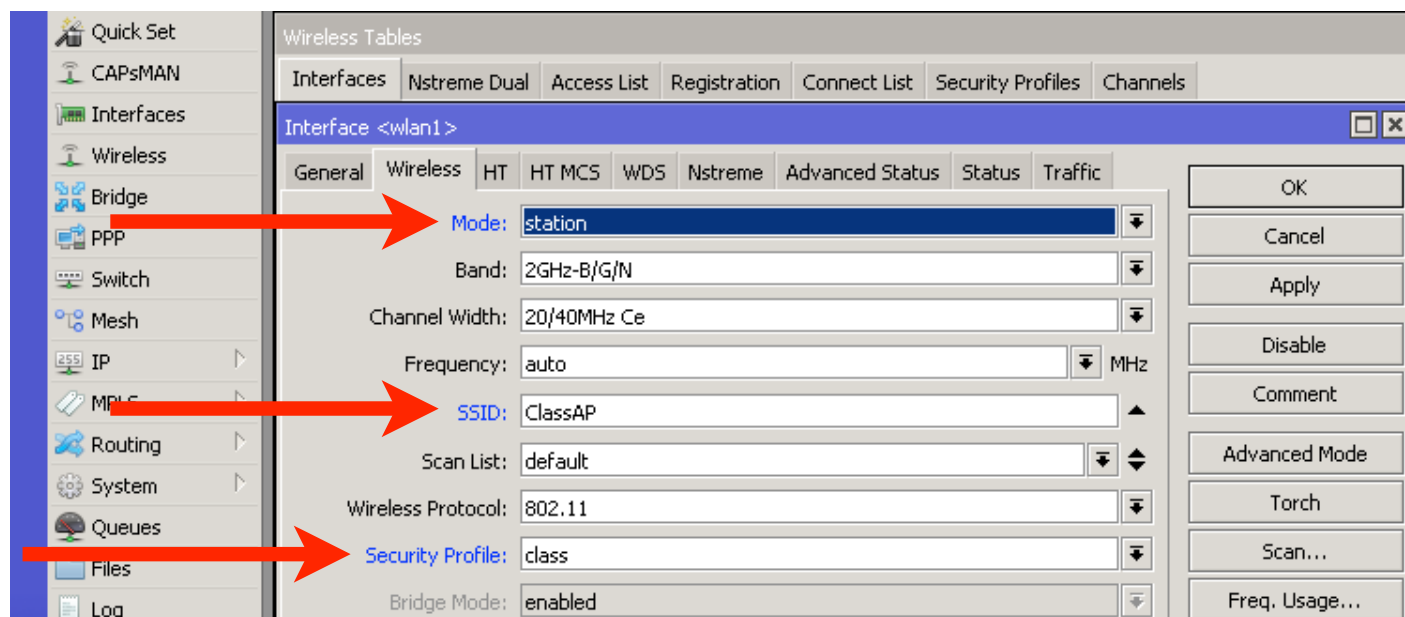 Quick Set
CAPsMAN
Interfaces
Wireless
Bridge
PPP
Switch
Mesh
255 IP
Routing
System
Queues
Files
Log
Wireless Tables
Interfaces Nstreme Dual Access List Registration Connect List Security Profiles Channels
Interface <wlan1>
General Wireless HT HT MCS WDS Nstreme Advanced Status Status Traffic
Mode: station
Band: 2GHz-B/G/N
Channel Width: 20/40MHz Ce
Frequency: auto MHz
SSID: ClassAP
Scan List: default
Wireless Protocol: 802.11
Security Profile: class
Bridge Mode: enabled
OK
Cancel
Apply
Disable
Comment
Advanced Mode
Torch
Scan...
Freq. Usage...